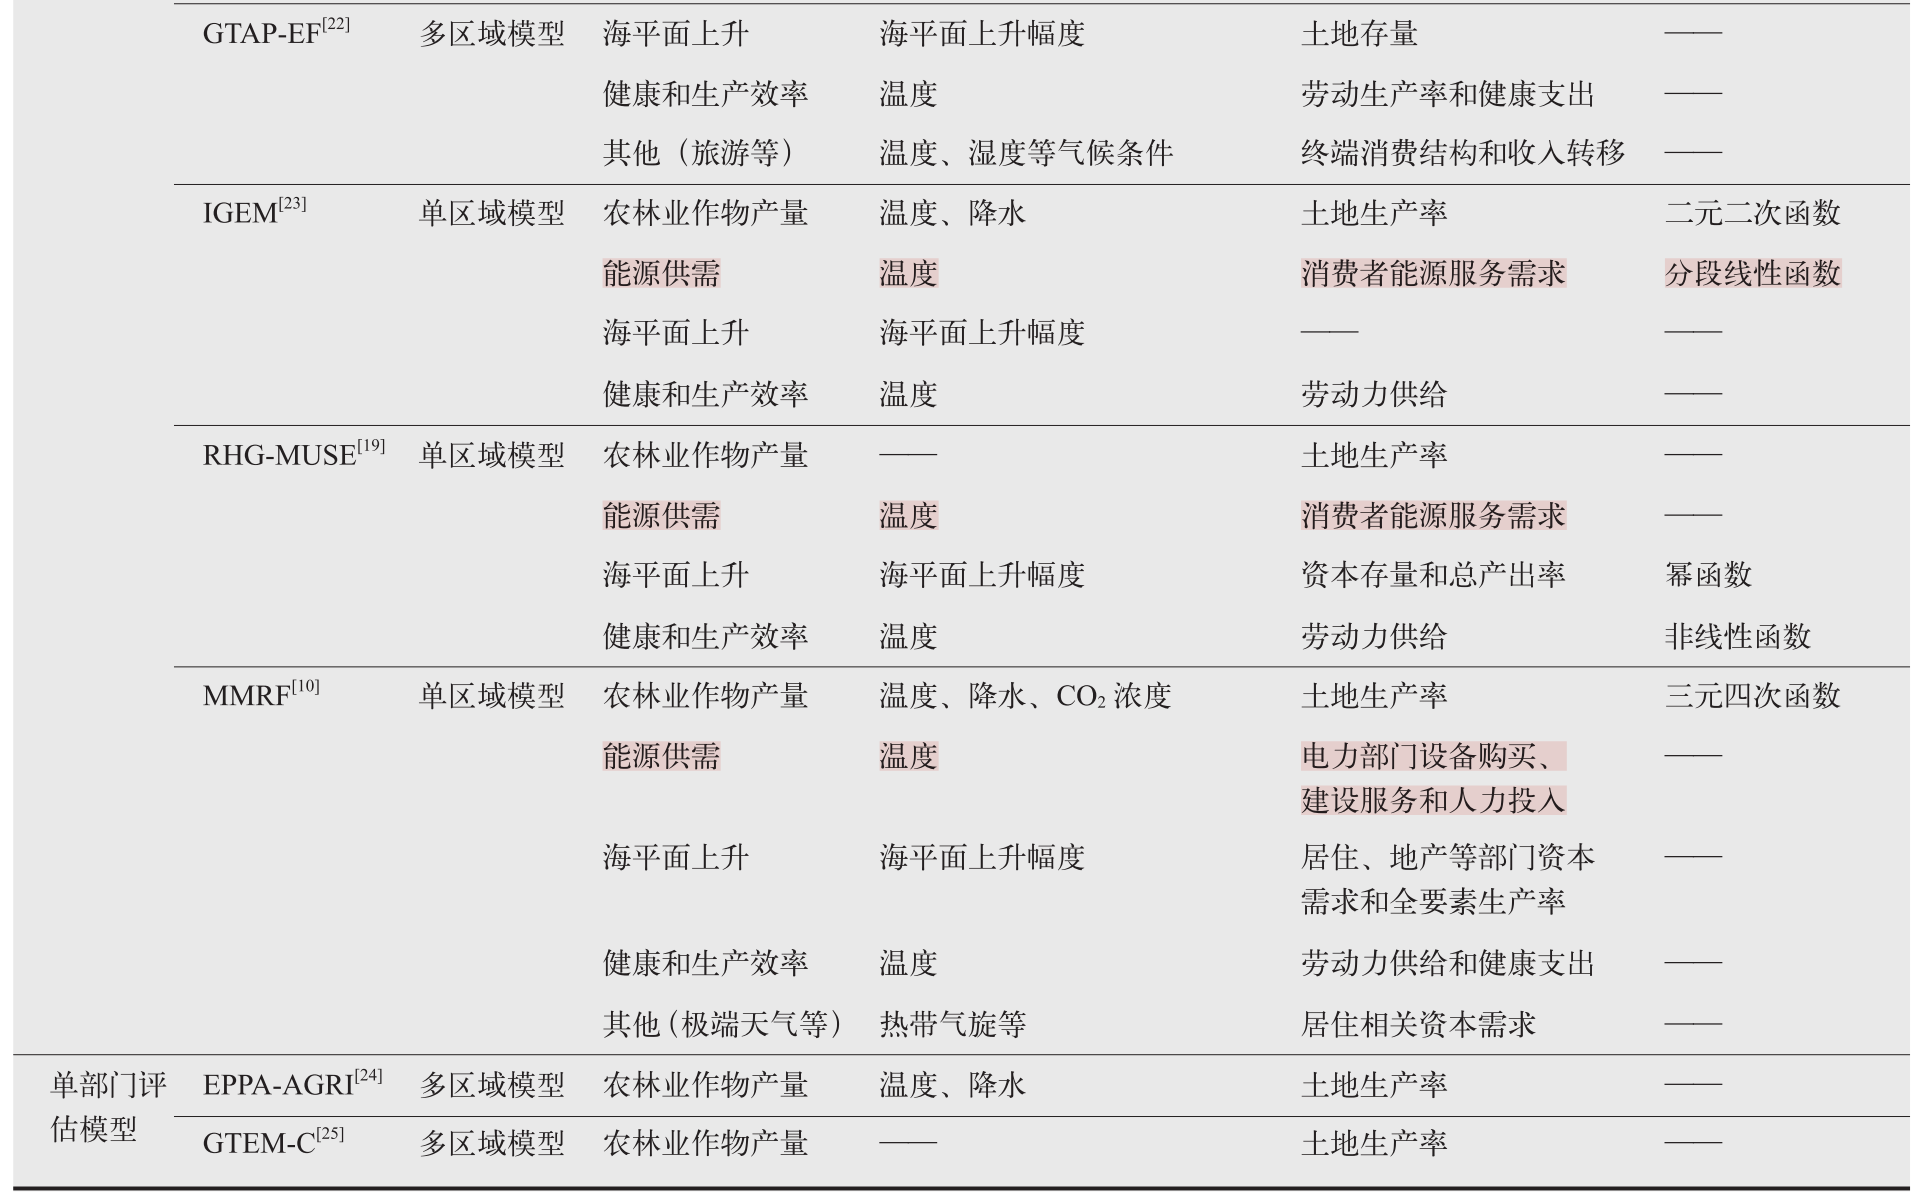 GTAP-EF[22] 多区域模型 海平面上升 海平面上升幅度 土地存量 ——
健康和生产效率 温度 劳动生产率和健康支出 ——
其他（旅游等） 温度、湿度等气候条件 终端消费结构和收入转移 ——
IGEM[23] 单区域模型 农林业作物产量 温度、降水 土地生产率 二元二次函数
能源供需 温度 消费者能源服务需求 分段线性函数
海平面上升 海平面上升幅度 —— ——
健康和生产效率 温度 劳动力供给 ——
RHG-MUSE[19] 单区域模型 农林业作物产量 —— 土地生产率 ——
能源供需 温度 消费者能源服务需求 ——
海平面上升 海平面上升幅度 资本存量和总产出率 幂函数
健康和生产效率 温度 劳动力供给 非线性函数
MMRF[10] 单区域模型 农林业作物产量 温度、降水、CO₂ 浓度 土地生产率 三元四次函数
能源供需 温度 电力部门设备购买、 ——
建设服务和人力投入
海平面上升 海平面上升幅度 居住、地产等部门资本 ——
需求和全要素生产率
健康和生产效率 温度 劳动力供给和健康支出 ——
其他（极端天气等） 热带气旋等 居住相关资本需求 ——
单部门评 EPPA-AGRI[24] 多区域模型 农林业作物产量 温度、降水 土地生产率 ——
估模型
GTEM-C[25] 多区域模型 农林业作物产量 —— 土地生产率 ——